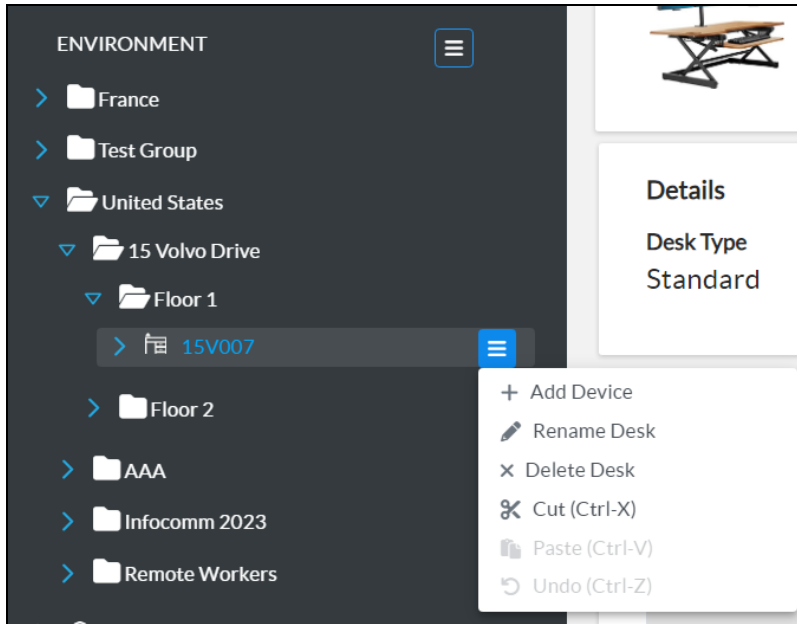 ENVIRONMENT
France
Test Group
United States
15 Volvo Drive
Floor 1
15V007
Floor 2
AAA
Infocomm 2023
Remote Workers
Details
Desk Type
Standard
Add Device
Rename Desk
Delete Desk
Cut (Ctrl-X)
Paste (Ctrl-V)
Undo (Ctrl-Z)